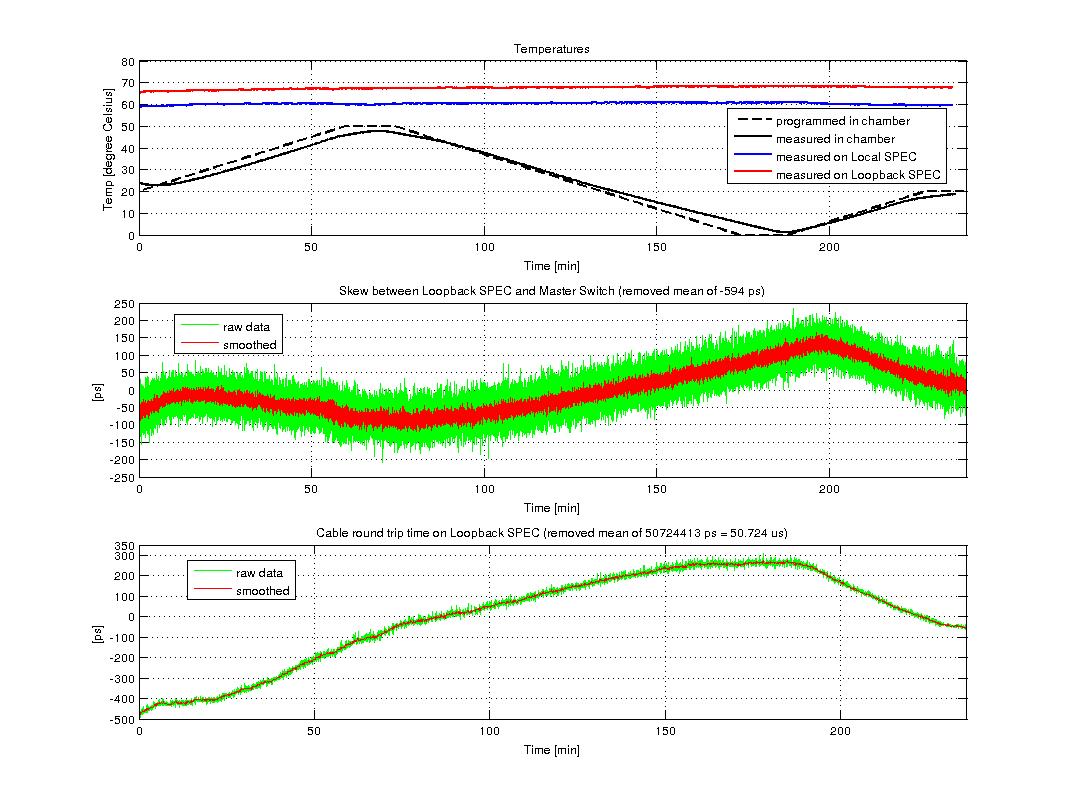 Temperatures
80
70
60
50
40
30
20
10
0
Temp [degree Celsius]
programmed in chamber
measured in chamber
measured on Local SPEC
measured on Loopback SPEC
0 50 100 150 200
Time [min]
Skew between Loopback SPEC and Master Switch (removed mean of -594 ps)
250
200
150
100
50
0
-50
-100
-150
-200
-250
[ps]
raw data
smoothed
0 50 100 150 200
Time [min]
Cable round trip time on Loopback SPEC (removed mean of 50724413 ps = 50.724 us)
350
300
200
100
0
-100
-200
-300
-400
-500
[ps]
raw data
smoothed
0 50 100 150 200
Time [min]